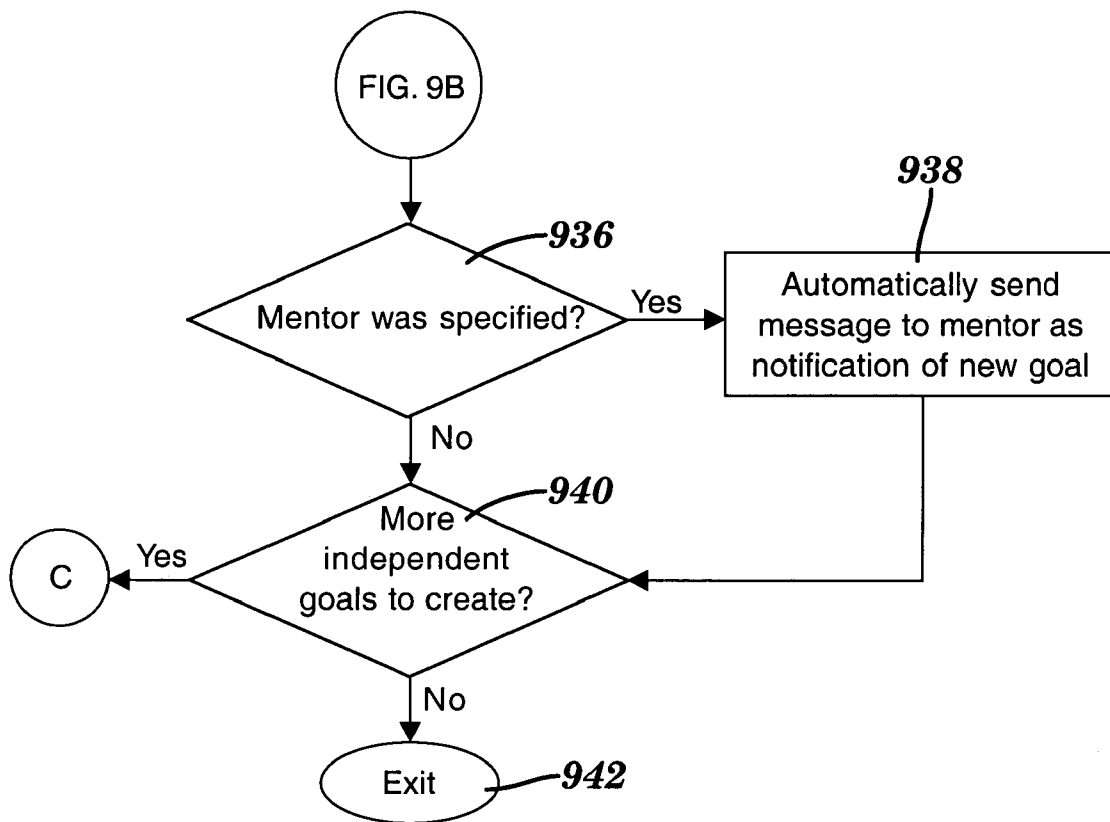 FIG. 9B
936
Mentor was specified?
Yes
938
Automatically send
message to mentor as
notification of new goal
No
940
More
independent
goals to create?
Yes
C
No
Exit
942